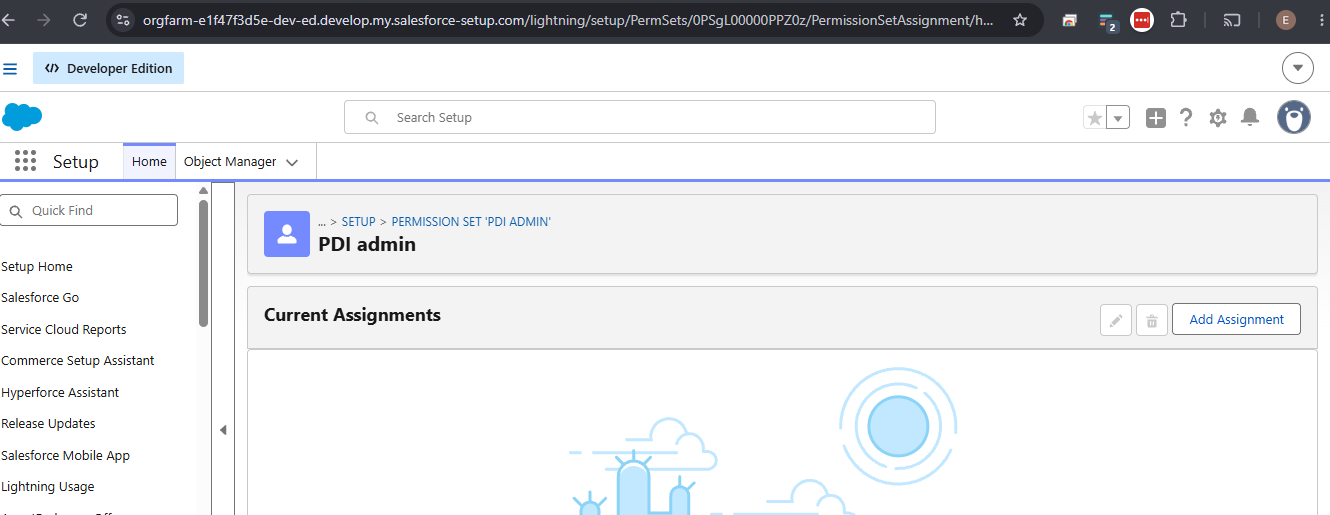 orgfarm-e1f47f3d5e-dev-ed.develop.my.salesforce-setup.com/lightning/setup/PermSets/0PSgL00000PPZ0z/PermissionSetAssignment/h...
2
E
Developer Edition
Search Setup
Setup
Home
Object Manager
Quick Find
... > SETUP > PERMISSION SET 'PDI ADMIN'
PDI admin
Setup Home
Salesforce Go
Service Cloud Reports
Commerce Setup Assistant
Hyperforce Assistant
Release Updates
Salesforce Mobile App
Lightning Usage
Current Assignments
Add Assignment